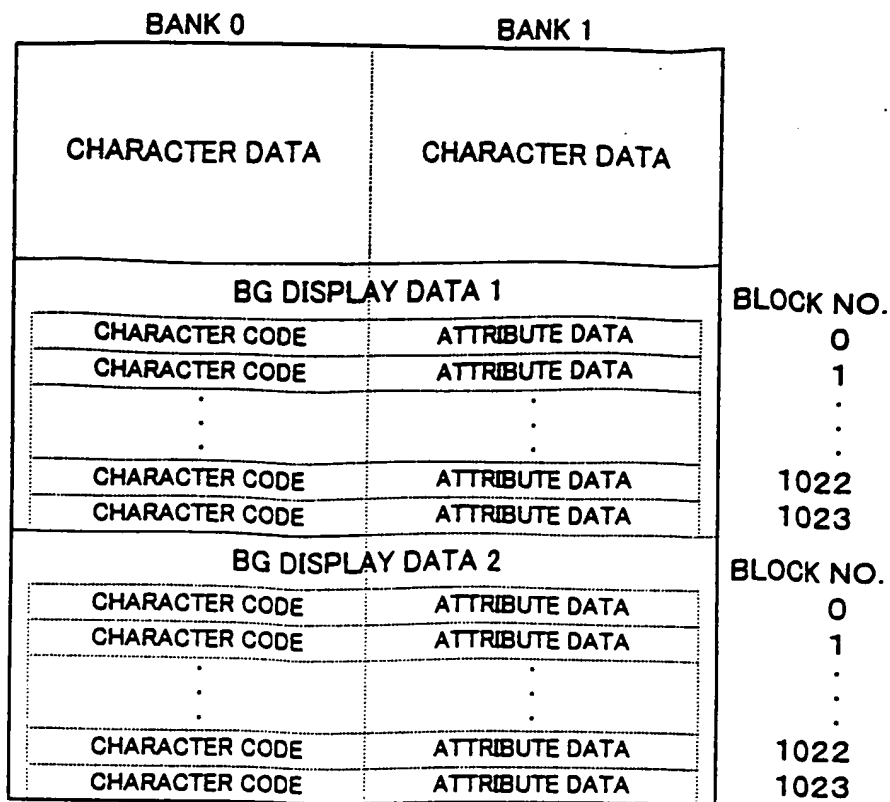 BANK 0 BANK 1
CHARACTER DATA CHARACTER DATA
BG DISPLAY DATA 1 BLOCK NO.
CHARACTER CODE ATTRIBUTE DATA 0
CHARACTER CODE ATTRIBUTE DATA 1
CHARACTER CODE ATTRIBUTE DATA 1022
CHARACTER CODE ATTRIBUTE DATA 1023
BG DISPLAY DATA 2 BLOCK NO.
CHARACTER CODE ATTRIBUTE DATA 0
CHARACTER CODE ATTRIBUTE DATA 1
CHARACTER CODE ATTRIBUTE DATA 1022
CHARACTER CODE ATTRIBUTE DATA 1023